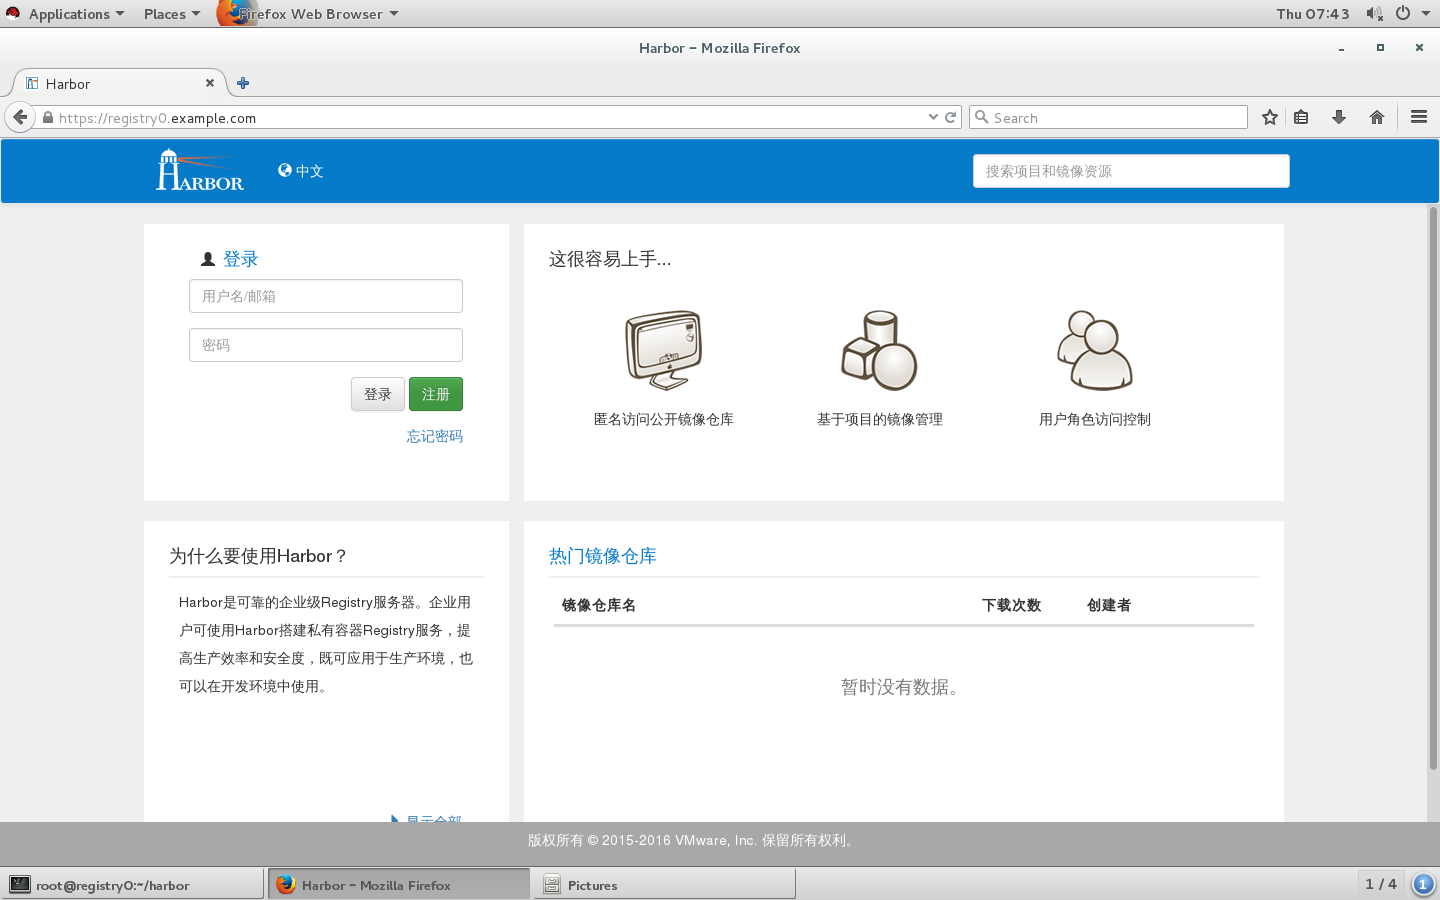 Applications
Places
Firefox Web Browser
Thu 07:43
Harbor - Mozilla Firefox
Harbor
https://registry0.example.com
Search
HARBOR
中文
搜索项目和镜像资源
登录
用户名/邮箱
密码
登录
注册
忘记密码
这很容易上手...
匿名访问公开镜像仓库
基于项目的镜像管理
用户角色访问控制
为什么要使用Harbor？
Harbor是可靠的企业级Registry服务器。企业用
户可使用Harbor搭建私有容器Registry服务，提
高生产效率和安全度，既可应用于生产环境，也
可以在开发环境中使用。
显示全部
热门镜像仓库
镜像仓库名 下载次数 创建者
暂时没有数据。
版权所有 © 2015-2016 VMware, Inc. 保留所有权利。
root@registry0:~/harbor
Harbor - Mozilla Firefox
Pictures
1 / 4
1